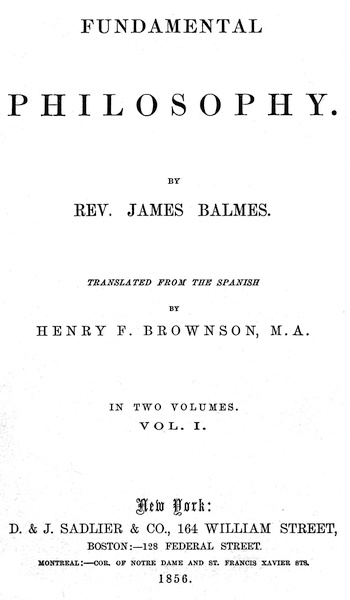 FUNDAMENTAL
PHILOSOPHY.
BY
REV. JAMES BALMES.
TRANSLATED FROM THE SPANISH
BY
HENRY F. BROWNSON, M.A.
IN TWO VOLUMES.
VOL. I.
New York:
D. & J. SADLIER & CO., 164 WILLIAM STREET,
BOSTON:—128 FEDERAL STREET.
MONTREAL:—COR. OF NOTRE DAME AND ST. FRANCIS XAVIER STS.
1856.